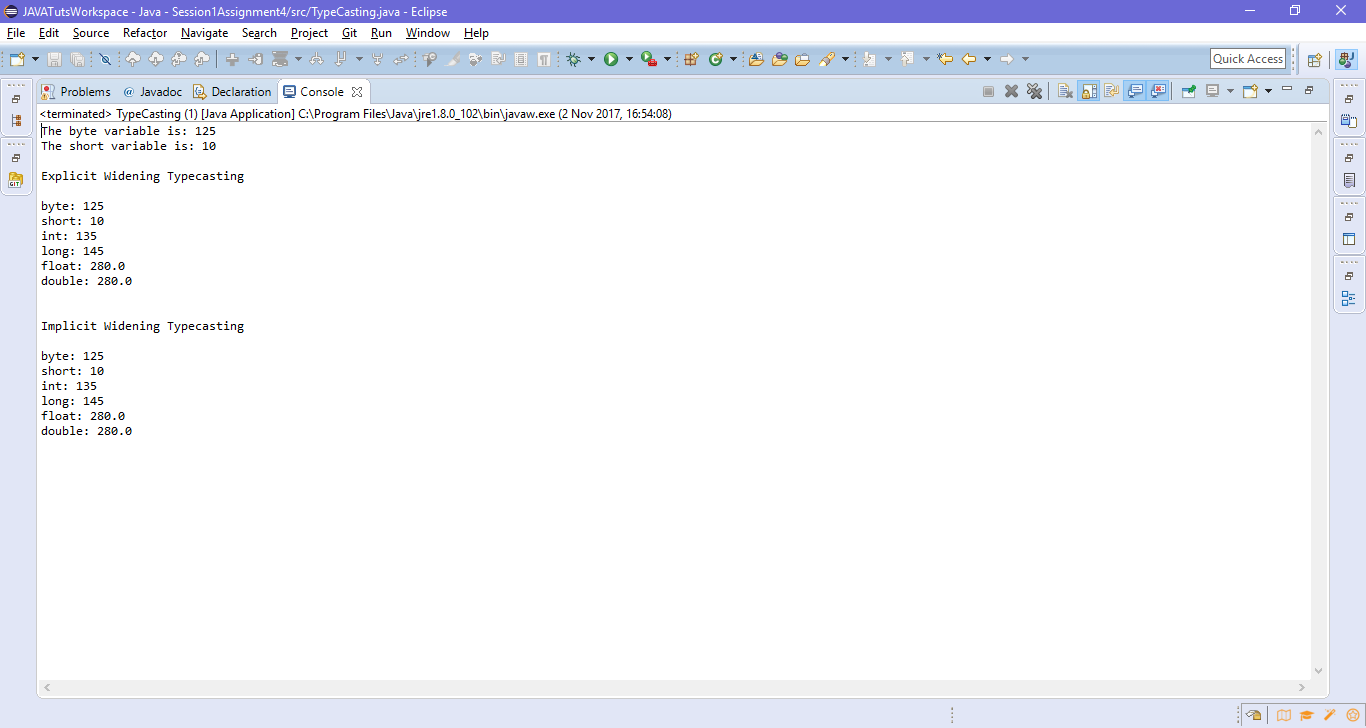 JAVATutsWorkspace - Java - Session1Assignment4/src/TypeCasting.java - Eclipse
File Edit Source Refactor Navigate Search Project Git Run Window Help
Quick Access
Problems @ Javadoc Declaration Console
<terminated> TypeCasting (1) [Java Application] C:\Program Files\Java\jre1.8.0_102\bin\javaw.exe (2 Nov 2017, 16:54:08)
The byte variable is: 125
The short variable is: 10
Explicit Widening Typecasting
byte: 125
short: 10
int: 135
long: 145
float: 280.0
double: 280.0
Implicit Widening Typecasting
byte: 125
short: 10
int: 135
long: 145
float: 280.0
double: 280.0
GIT